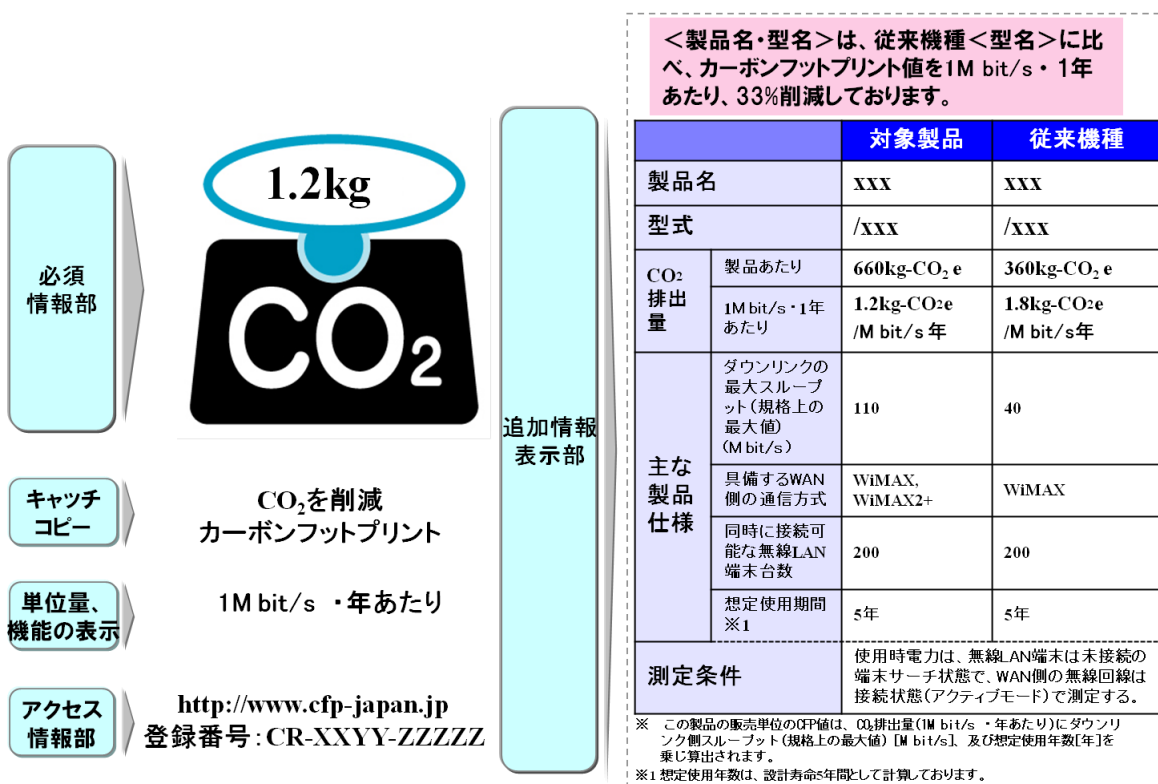 必須
情報部
1.2kg
CO2
キャッチ
コピー
CO₂を削減
カーボンフットプリント
単位量、
機能の表示
1M bit/s ・年あたり
アクセス
情報部
http://www.cfp-japan.jp
登録番号：CR-XXYY-ZZZZZ
追加情報
表示部
＜製品名・型名＞は、従来機種＜型名＞に比
べ、カーボンフットプリント値を1M bit/s・1年
あたり、33%削減しております。
対象製品 従来機種
製品名 xxx xxx
型式 /xxx /xxx
CO₂
排出
量
製品あたり 660kg-CO₂ e 360kg-CO₂ e
1M bit/s・1年
あたり
1.2kg-CO₂e
/M bit/s 年
1.8kg-CO₂e
/M bit/s年
主な
製品
仕様
ダウンリンクの
最大スループ
ット（規格上の
最大値）
(M bit/s)
110 40
具備するWAN
側の通信方式
WiMAX,
WiMAX2+
WiMAX
同時に接続可
能な無線LAN
端末台数
200 200
想定使用期間
※1
5年 5年
測定条件
使用時電力は、無線LAN端末は未接続の
端末サーチ状態で、WAN側の無線回線は
接続状態(アクティブモード)で測定する。
※ この製品の販売単位のCFP値は、CO₂排出量(1M bit/s ・年あたり)にダウンリ
ンク側スループット(規格上の最大値) [M bit/s]、及び想定使用年数[年]を
乗じ算出されます。
※1 想定使用年数は、設計寿命5年間として計算しております。